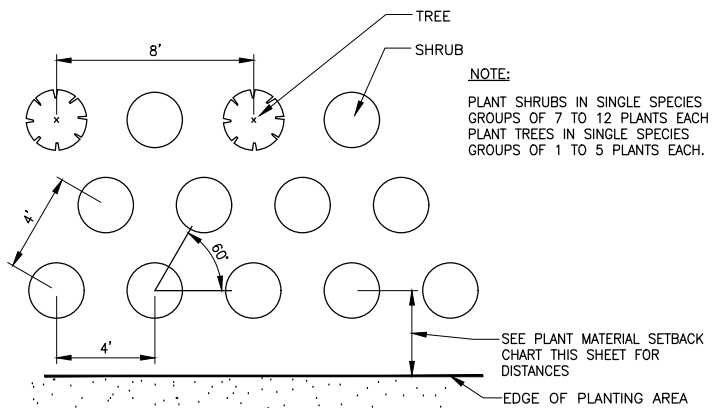 TREE
8'
SHRUB
NOTE:
PLANT SHRUBS IN SINGLE SPECIES
GROUPS OF 7 TO 12 PLANTS EACH
PLANT TREES IN SINGLE SPECIES
GROUPS OF 1 TO 5 PLANTS EACH.
4'
60°
4'
SEE PLANT MATERIAL SETBACK
CHART THIS SHEET FOR
DISTANCES
EDGE OF PLANTING AREA